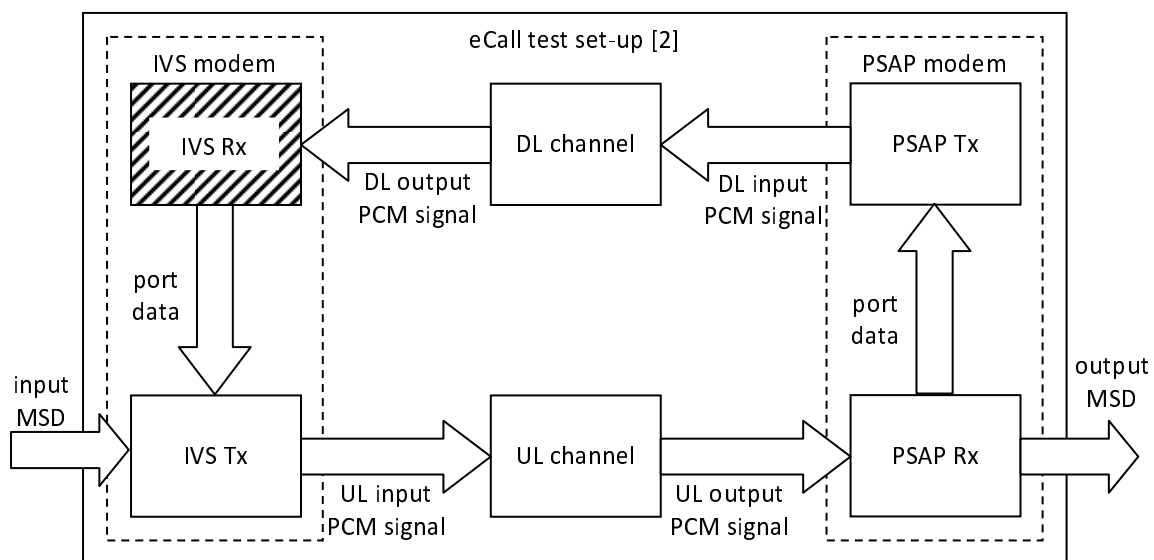 eCall test set-up [2]
IVS modem
PSAP modem
IVS Rx
DL channel
PSAP Tx
DL output
PCM signal
DL input
PCM signal
port
data
port
data
input
MSD
output
MSD
IVS Tx
UL channel
PSAP Rx
UL input
PCM signal
UL output
PCM signal